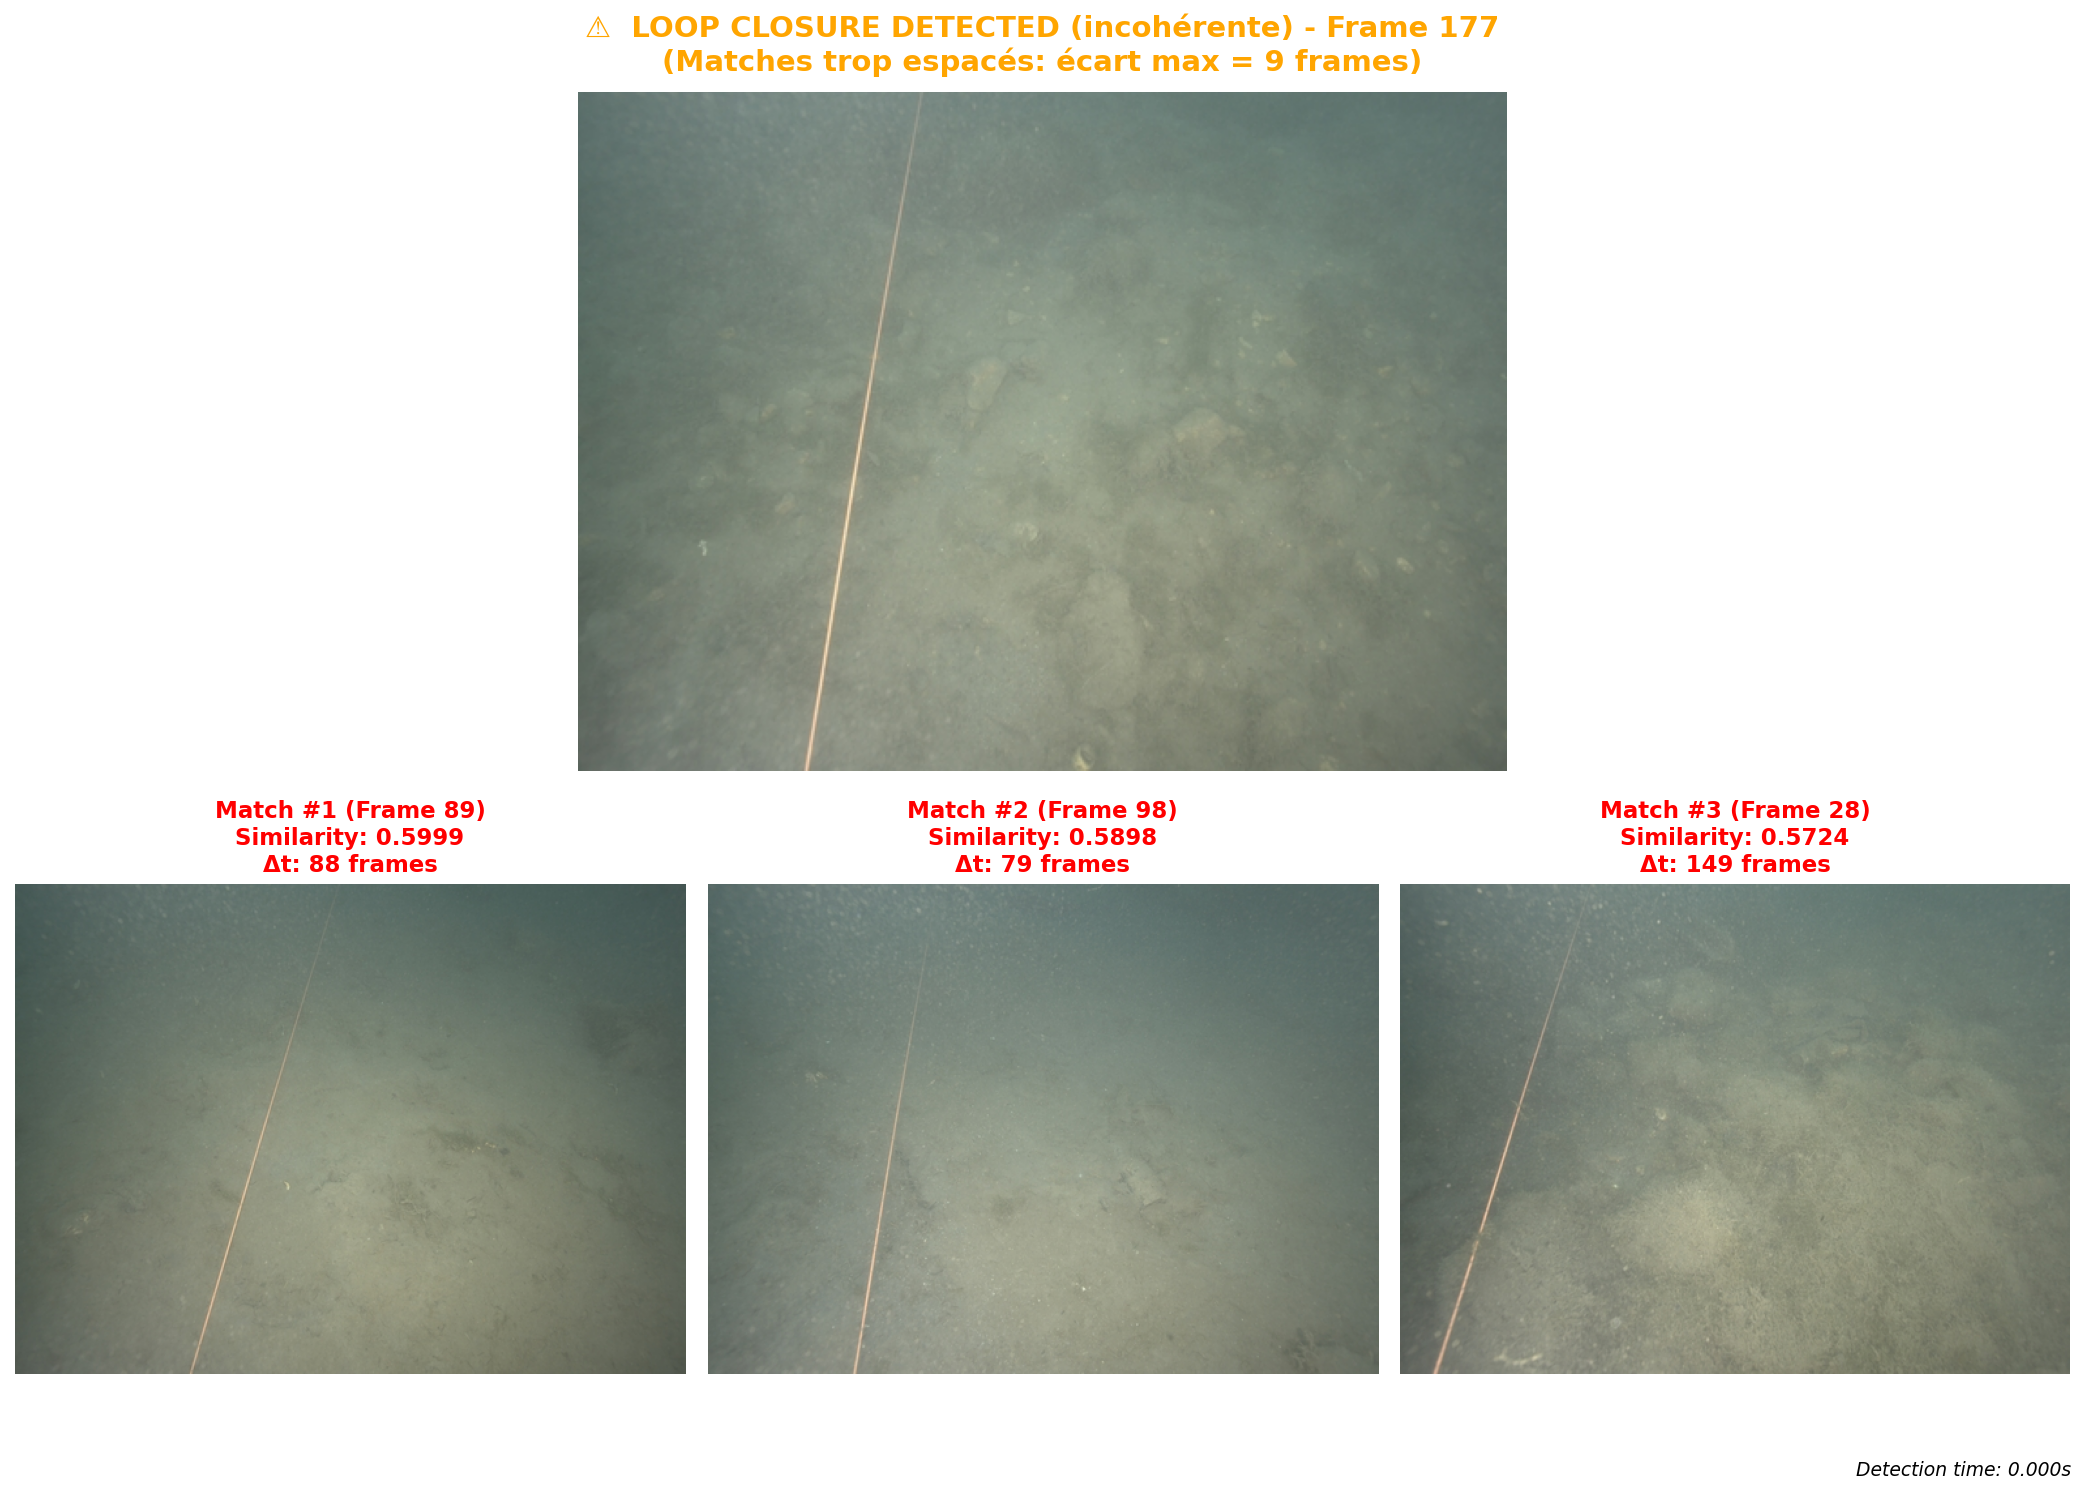 ⚠ LOOP CLOSURE DETECTED (incohérente) - Frame 177
(Matches trop espacés: écart max = 9 frames)
Match #1 (Frame 89)
Similarity: 0.5999
Δt: 88 frames
Match #2 (Frame 98)
Similarity: 0.5898
Δt: 79 frames
Match #3 (Frame 28)
Similarity: 0.5724
Δt: 149 frames
Detection time: 0.000s